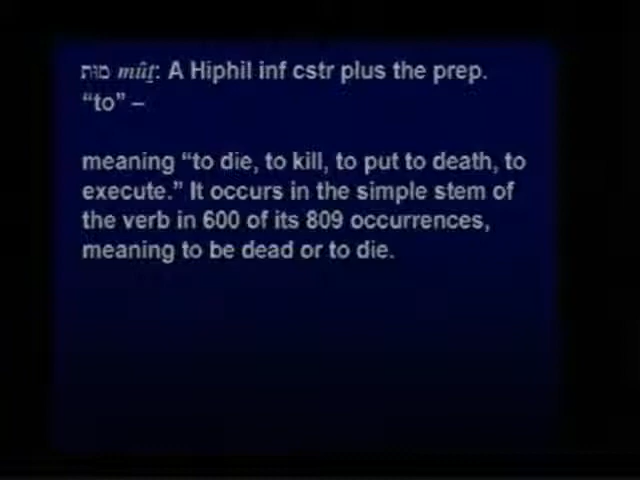 מות mûṯ: A Hiphil inf cstr plus the prep.
“to” –
meaning “to die, to kill, to put to death, to
execute.” It occurs in the simple stem of
the verb in 600 of its 809 occurrences,
meaning to be dead or to die.